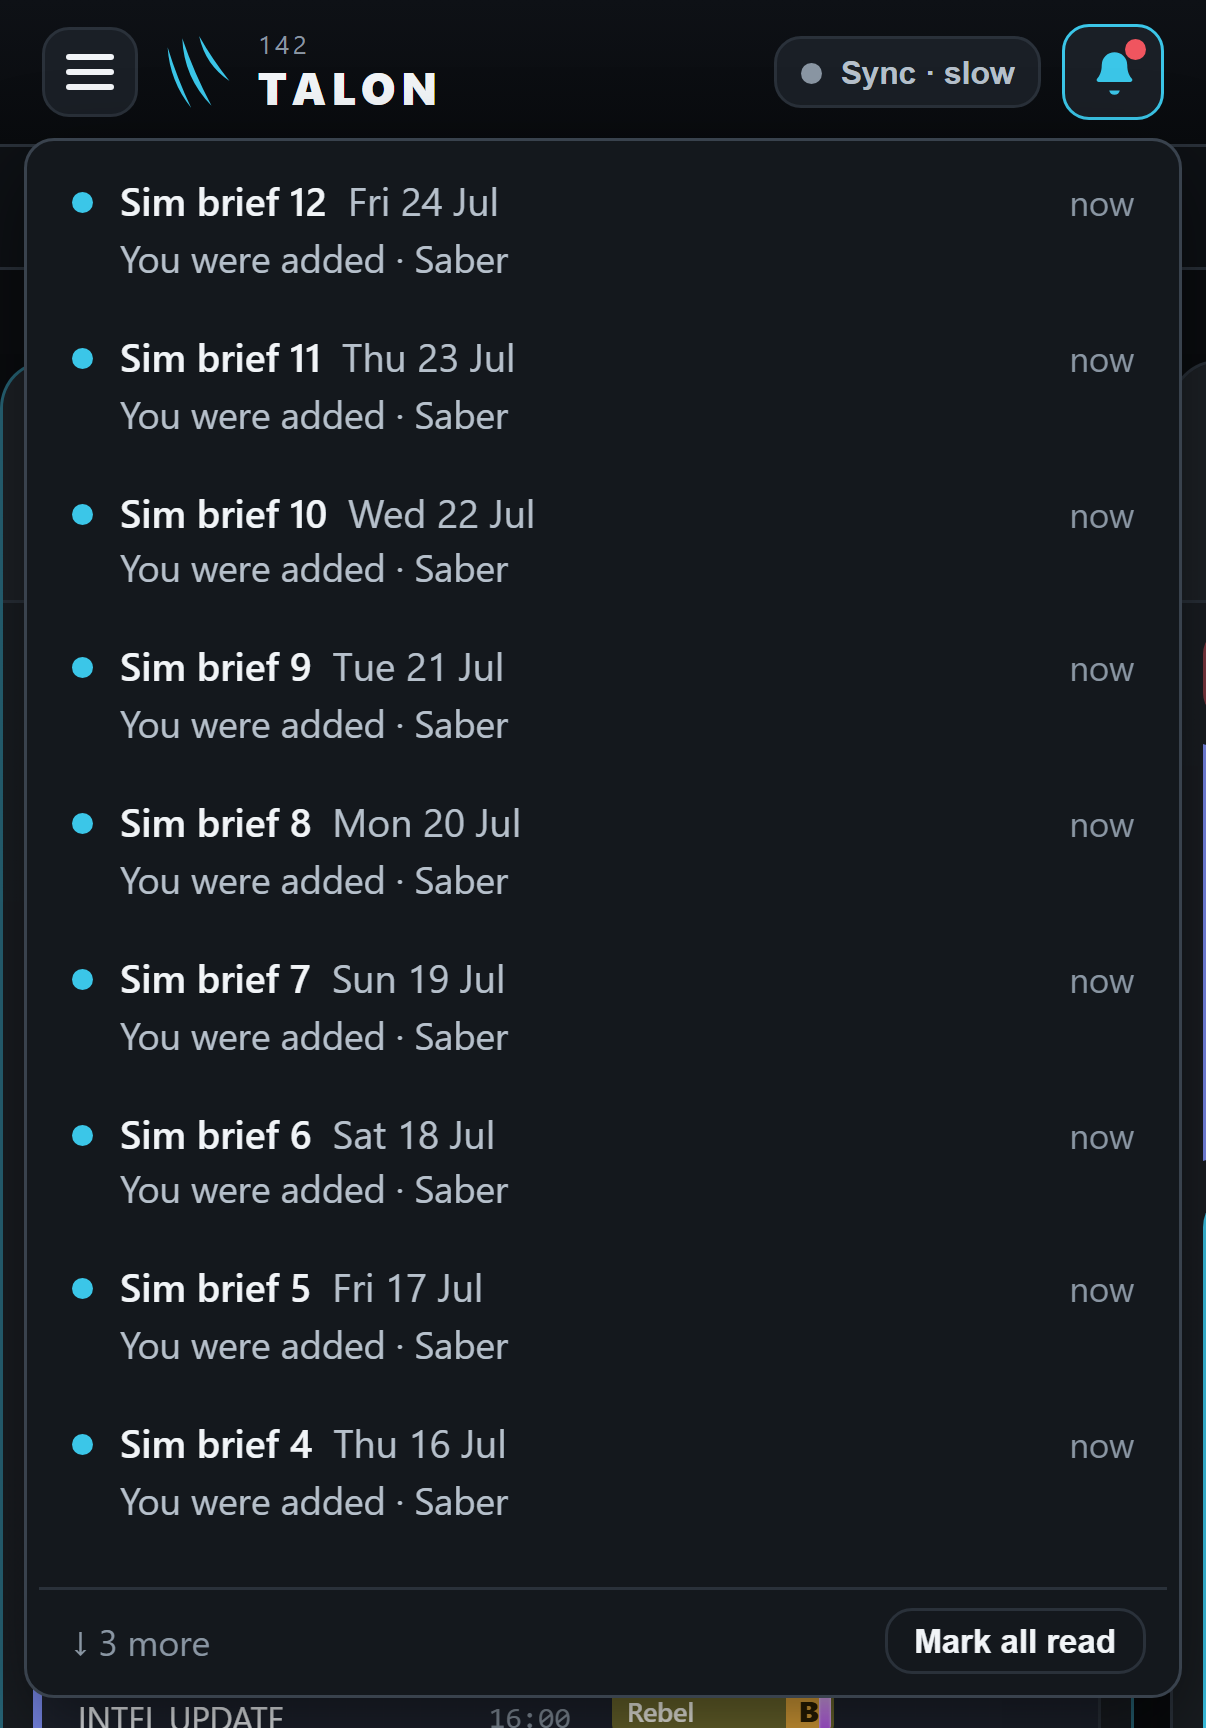 142
TALON
Sync · slow
Sim brief 12 Fri 24 Jul now
You were added · Saber
Sim brief 11 Thu 23 Jul now
You were added · Saber
Sim brief 10 Wed 22 Jul now
You were added · Saber
Sim brief 9 Tue 21 Jul now
You were added · Saber
Sim brief 8 Mon 20 Jul now
You were added · Saber
Sim brief 7 Sun 19 Jul now
You were added · Saber
Sim brief 6 Sat 18 Jul now
You were added · Saber
Sim brief 5 Fri 17 Jul now
You were added · Saber
Sim brief 4 Thu 16 Jul now
You were added · Saber
↓ 3 more Mark all read
INTEL UPDATE 16:00 Rebel B